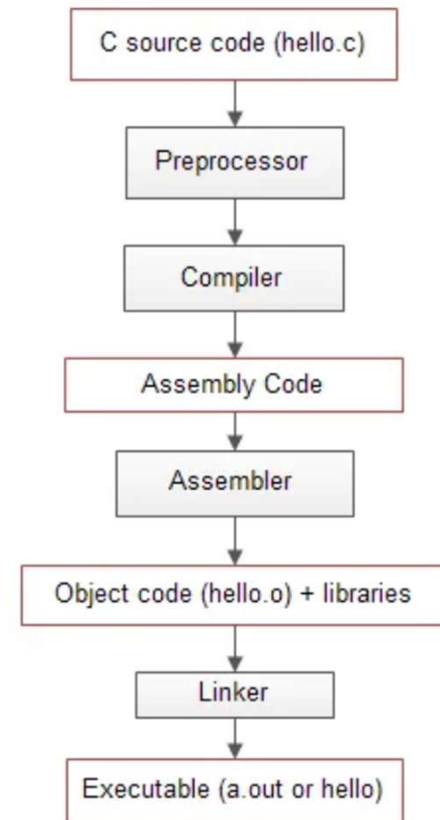 C source code (hello.c)
Preprocessor
Compiler
Assembly Code
Assembler
Object code (hello.o) + libraries
Linker
Executable (a.out or hello)